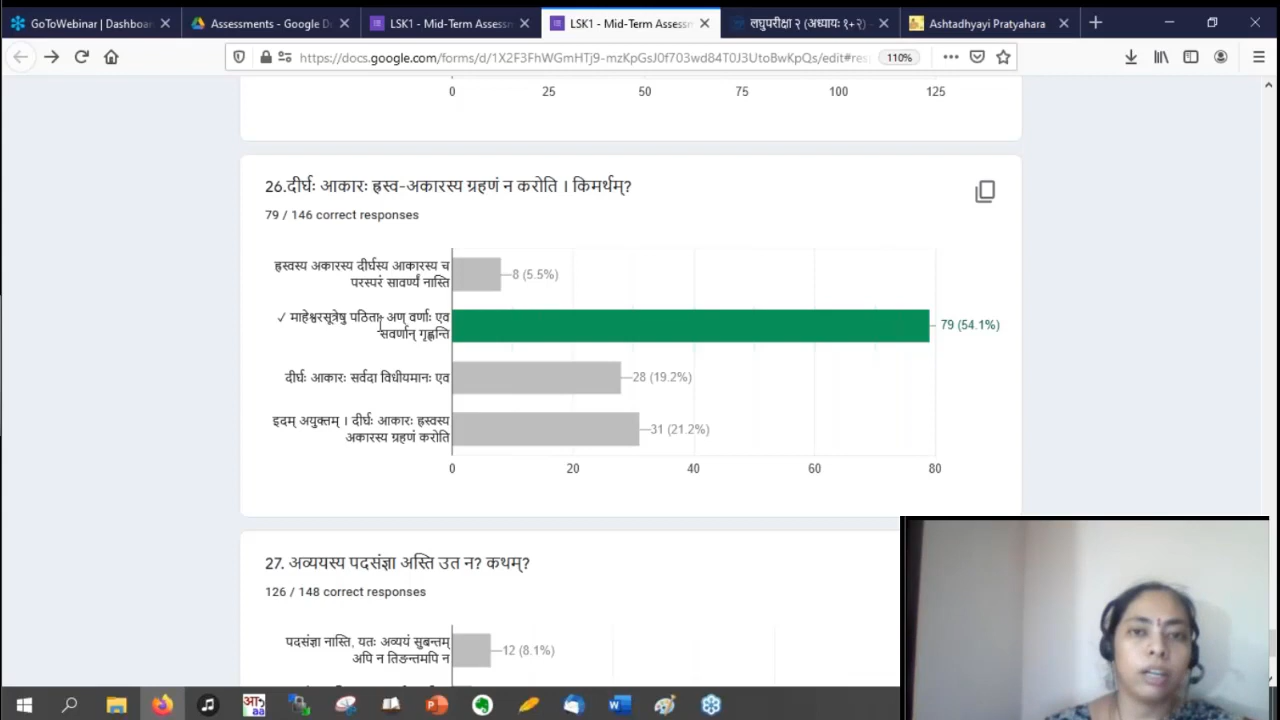 GoToWebinar | Dashboa
Assessments - Google D
LSK1 - Mid-Term Assess
LSK1 - Mid-Term Assessm
लघुपरीक्षा २ (अध्यायः १+२) -
Ashtadhyayi Pratyahara
https://docs.google.com/forms/d/1X2F3FhWGmHTj9-mzKpGsJ0f703wd84T0J3UtoBwKpQs/edit#res
110%
0 25 50 75 100 125
26.दीर्घः आकारः ह्रस्व-अकारस्य ग्रहणं न करोति । किमर्थम्?
79 / 146 correct responses
ह्रस्वस्य अकारस्य दीर्घस्य आकारस्य च
परस्परं सावर्ण्यं नास्ति
8 (5.5%)
✓ माहेश्वरसूत्रेषु पठिताः अण् वर्णाः एव
सवर्णान् गृह्णन्ति
79 (54.1%)
दीर्घः आकारः सर्वदा विधीयमानः एव
28 (19.2%)
इदम् अयुक्तम् । दीर्घः आकारः ह्रस्वस्य
अकारस्य ग्रहणं करोति
31 (21.2%)
0 20 40 60 80
27. अव्ययस्य पदसंज्ञा अस्ति उत न? कथम्?
126 / 148 correct responses
पदसंज्ञा नास्ति, यतः अव्ययं सुबन्तम्
अपि न तिङन्तमपि न
12 (8.1%)